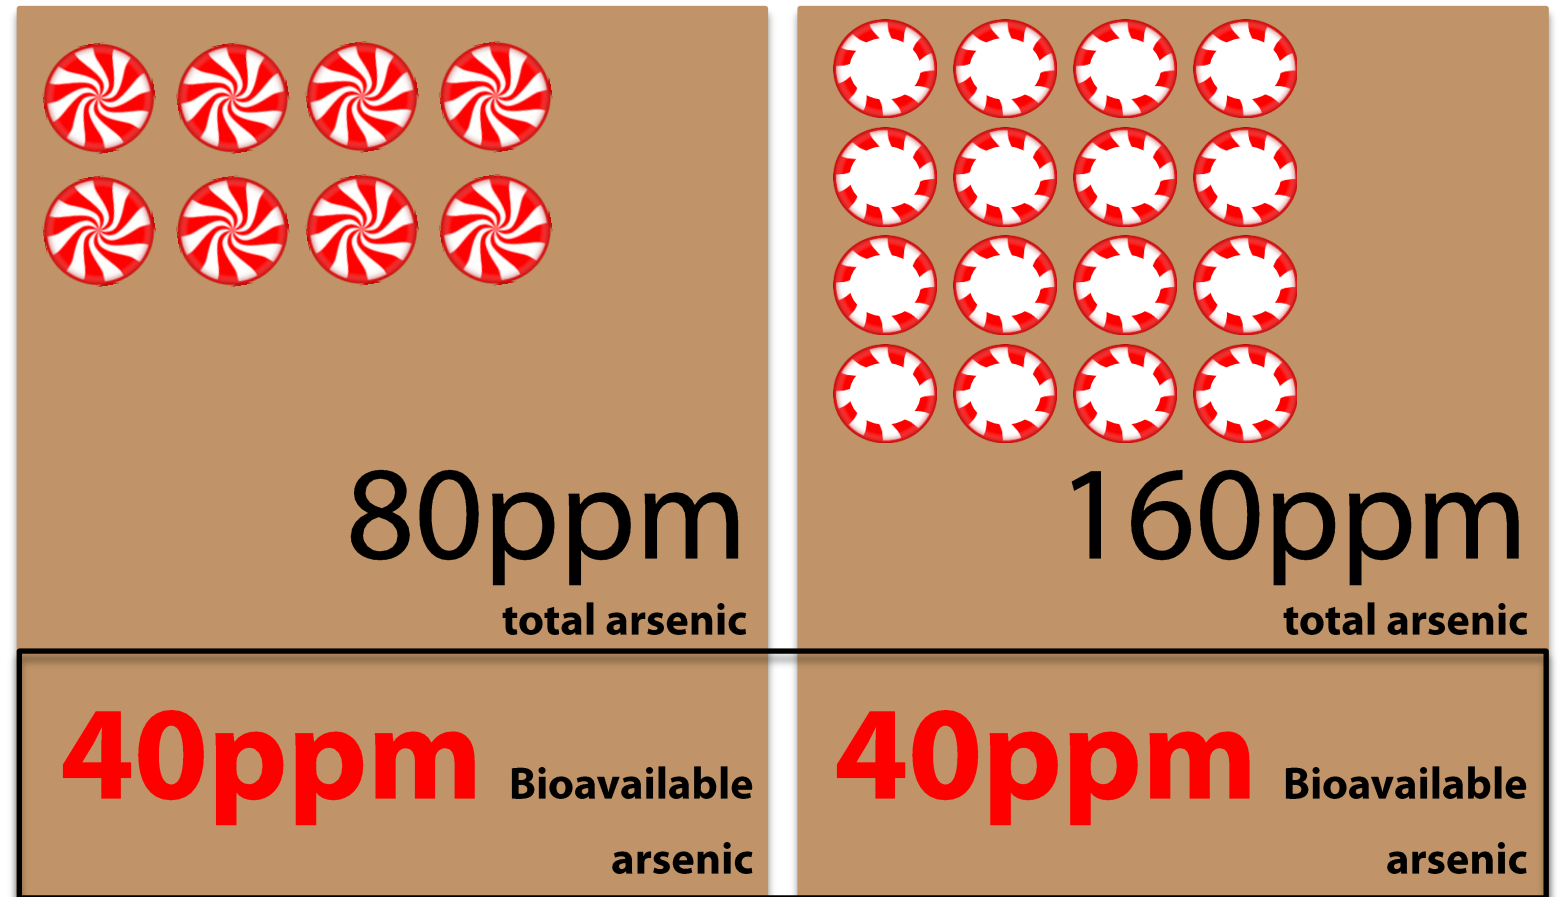 80ppm
total arsenic
40ppm Bioavailable
arsenic
160ppm
total arsenic
40ppm Bioavailable
arsenic